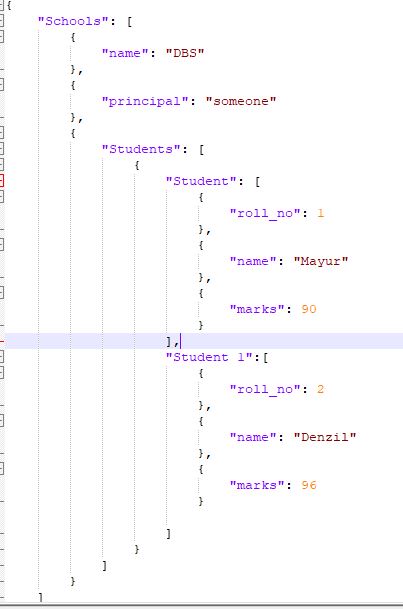 {
    "Schools": [
        {
            "name": "DBS"
        },
        {
            "principal": "someone"
        },
        {
            "Students": [
                {
                    "Student": [
                        {
                            "roll_no": 1
                        },
                        {
                            "name": "Mayur"
                        },
                        {
                            "marks": 90
                        }
                    ],
                    "Student 1":[
                        {
                            "roll_no": 2
                        },
                        {
                            "name": "Denzil"
                        },
                        {
                            "marks": 96
                        }

                    ]
                }
            ]
        }
    ]